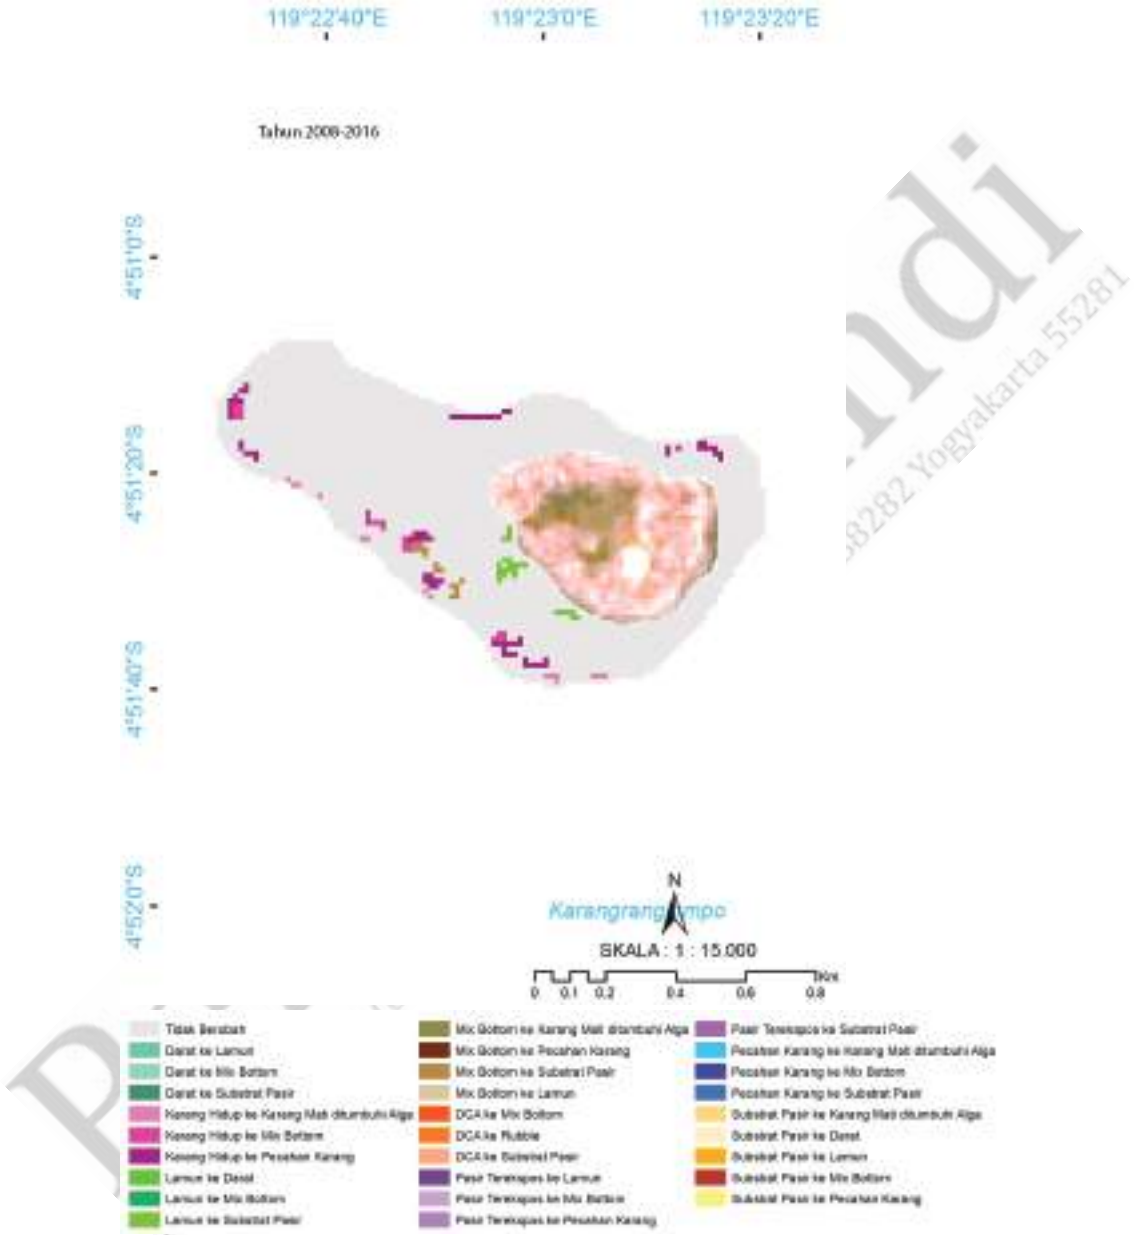 119°22'40"E 119°23'0"E 119°23'20"E
Tahun 2008-2016
4°51'0"S
4°51'20"S
4°51'40"S
4°52'0"S
Karangrang
N
SKALA : 1 : 15.000
Km
0 0.1 0.2 0.4 0.6 0.8
Tidak Berubah
Darat ke Lamun
Darat ke Mix Bottom
Darat ke Substrat Pasir
Karang Hidup ke Karang Mati ditumbuhi Alga
Karang Hidup ke Mix Bottom
Karang Hidup ke Pecahan Karang
Lamun ke Darat
Lamun ke Mix Bottom
Lamun ke Substrat Pasir
Mix Bottom ke Karang Mati ditumbuhi Alga
Mix Bottom ke Pecahan Karang
Mix Bottom ke Substrat Pasir
Mix Bottom ke Lamun
DCA ke Mix Bottom
DCA ke Rubble
DCA ke Substrat Pasir
Pasir Terekspos ke Lamun
Pasir Terekspos ke Mix Bottom
Pasir Terekspos ke Pecahan Karang
Pasir Terekspos ke Substrat Pasir
Pecahan Karang ke Karang Mati ditumbuhi Alga
Pecahan Karang ke Mix Bottom
Pecahan Karang ke Substrat Pasir
Substrat Pasir ke Karang Mati ditumbuhi Alga
Substrat Pasir ke Darat
Substrat Pasir ke Lamun
Substrat Pasir ke Mix Bottom
Substrat Pasir ke Pecahan Karang
Yogyakarta 55281